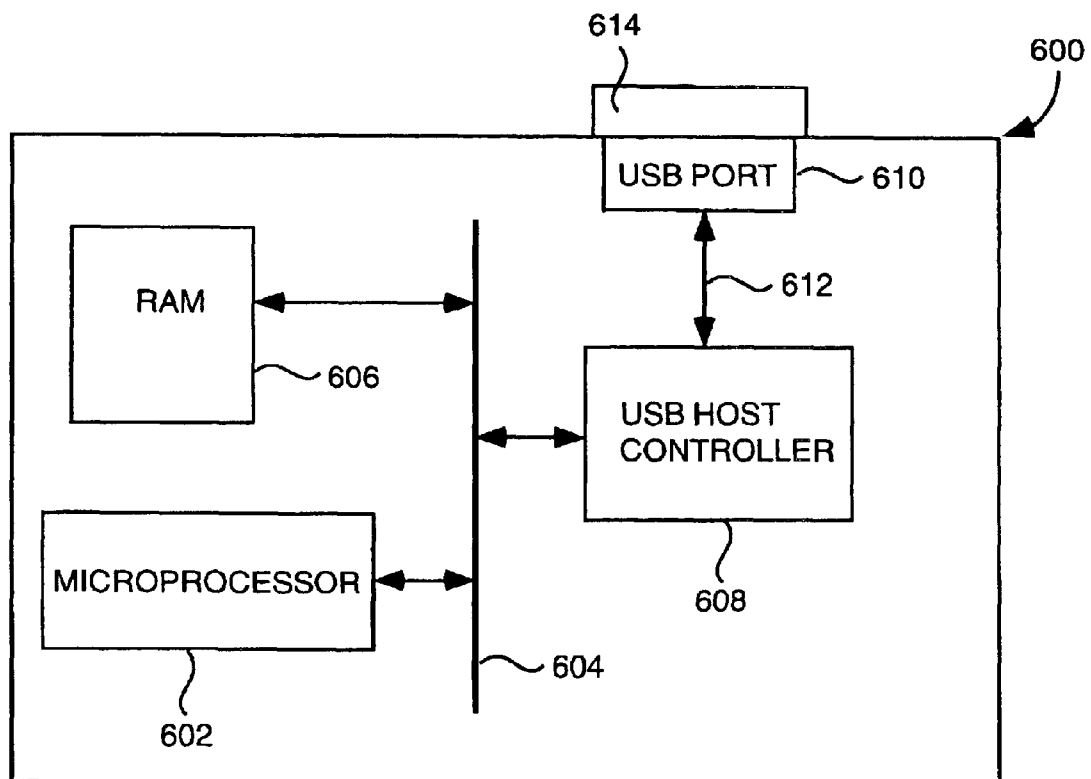 614
600
USB PORT
610
612
RAM
606
USB HOST
CONTROLLER
608
MICROPROCESSOR
602
604